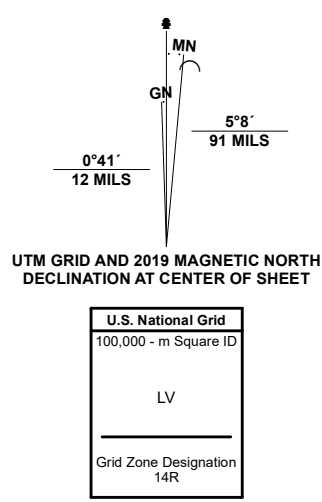 MN
GN
5°8´
91 MILS
0°41´
12 MILS
UTM GRID AND 2019 MAGNETIC NORTH
DECLINATION AT CENTER OF SHEET
U.S. National Grid
100,000 - m Square ID
LV
Grid Zone Designation
14R